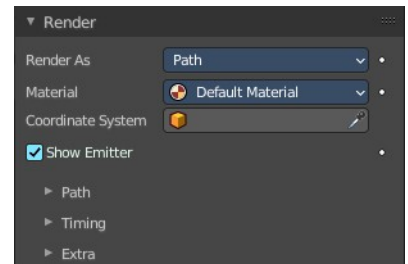 Render
Render As Path
Material Default Material
Coordinate System
Show Emitter
Path
Timing
Extra